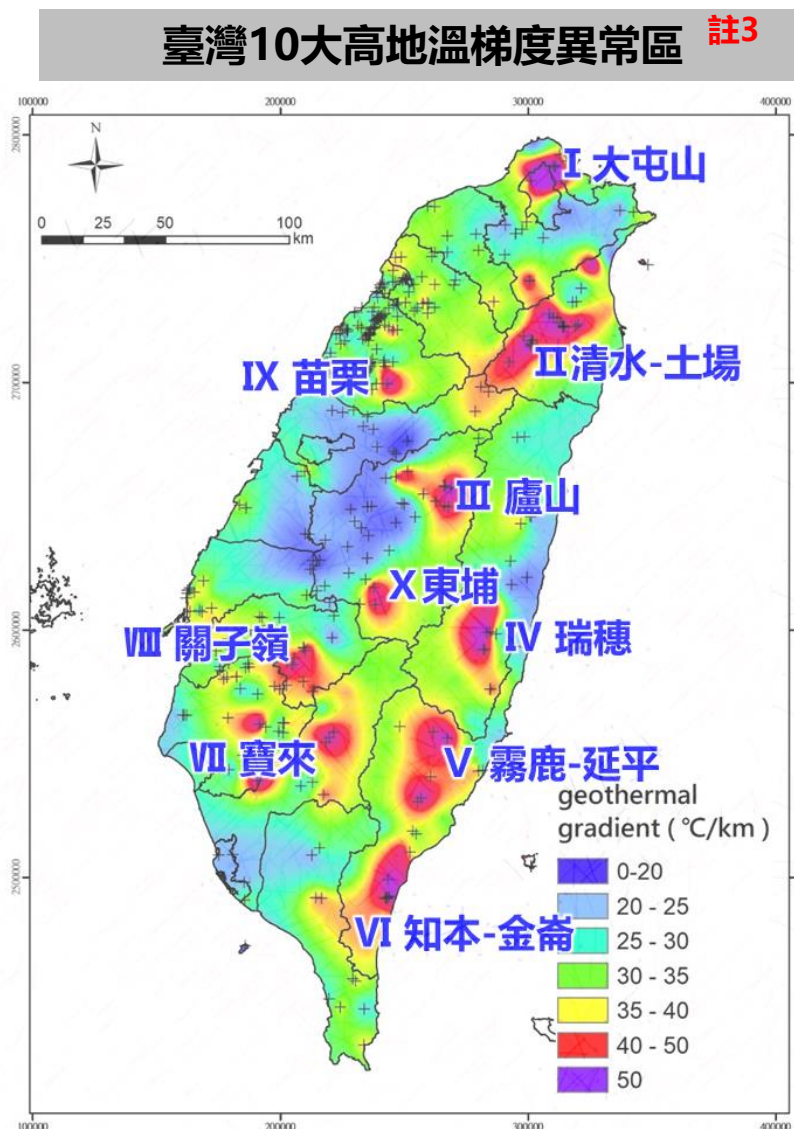 臺灣10大高地溫梯度異常區 註3
100000 200000 300000 400000
2800000
N
0 25 50 100
km
I 大屯山
II 清水-土場
2700000
IX 苗栗
III 廬山
X 東埔
2600000
VIII 關子嶺
IV 瑞穗
VII 寶來
V 霧鹿-延平
geothermal
gradient ( ℃/km )
0-20
2500000
20 - 25
VI 知本-金崙
25 - 30
30 - 35
35 - 40
40 - 50
50
100000 200000 300000 400000